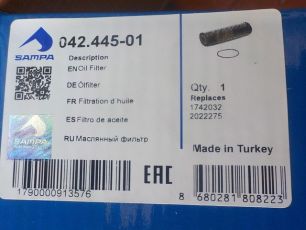 SAMPA
042.445-01
Description
EN Oil Filter
DE Ölfilter
FR Filtration d huile
ES Filtro de aceite
RU Маслянный фильтр
Qty. 1
Replaces
1742032
2022275
Made in Turkey
EAC
1790000913576
8 680281 808223